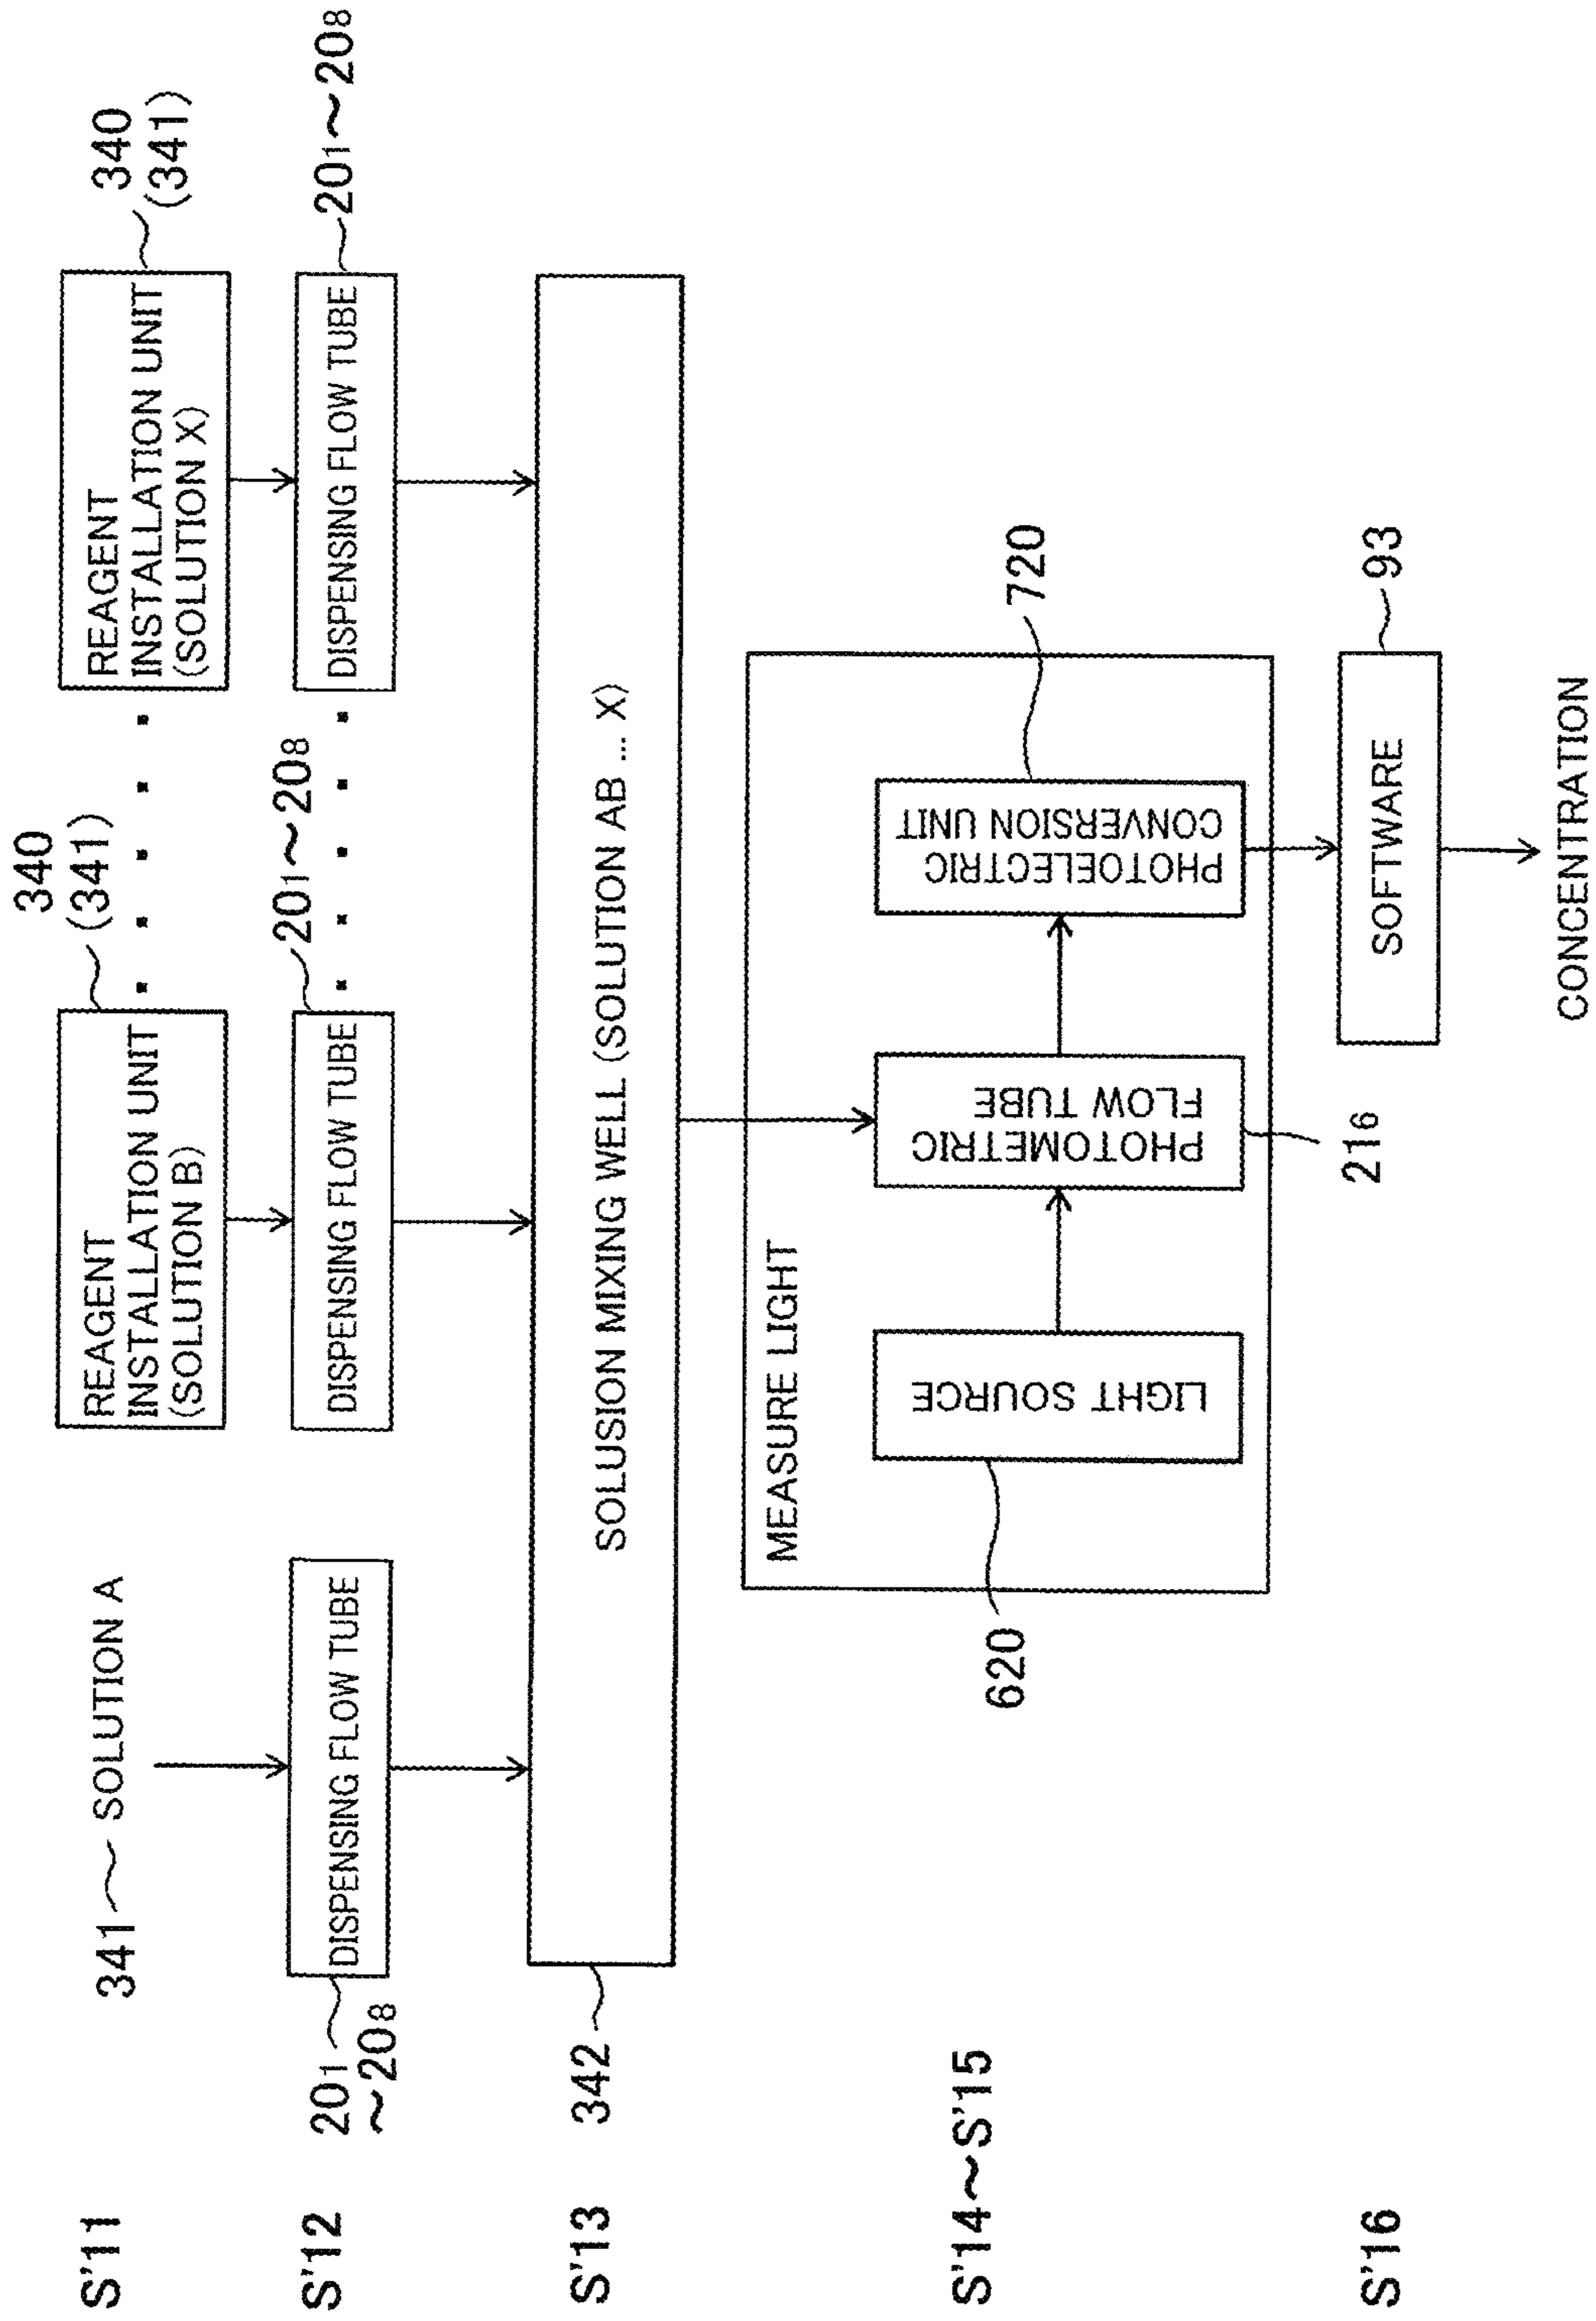 S'11
341
SOLUTION A
REAGENT
INSTALLATION UNIT
(SOLUTION B)
340
(341)
REAGENT
INSTALLATION UNIT
(SOLUTION X)
340
(341)
S'12
201
~208
DISPENSING FLOW TUBE
DISPENSING FLOW TUBE
201~208
DISPENSING FLOW TUBE
201~208
S'13
342
SOLUSION MIXING WELL (SOLUTION AB ... X)
S'14~S'15
MEASURE LIGHT
620
LIGHT SOURCE
PHOTOMETRIC
FLOW TUBE
216
PHOTOELECTRIC
CONVERSION UNIT
720
S'16
SOFTWARE
93
CONCENTRATION